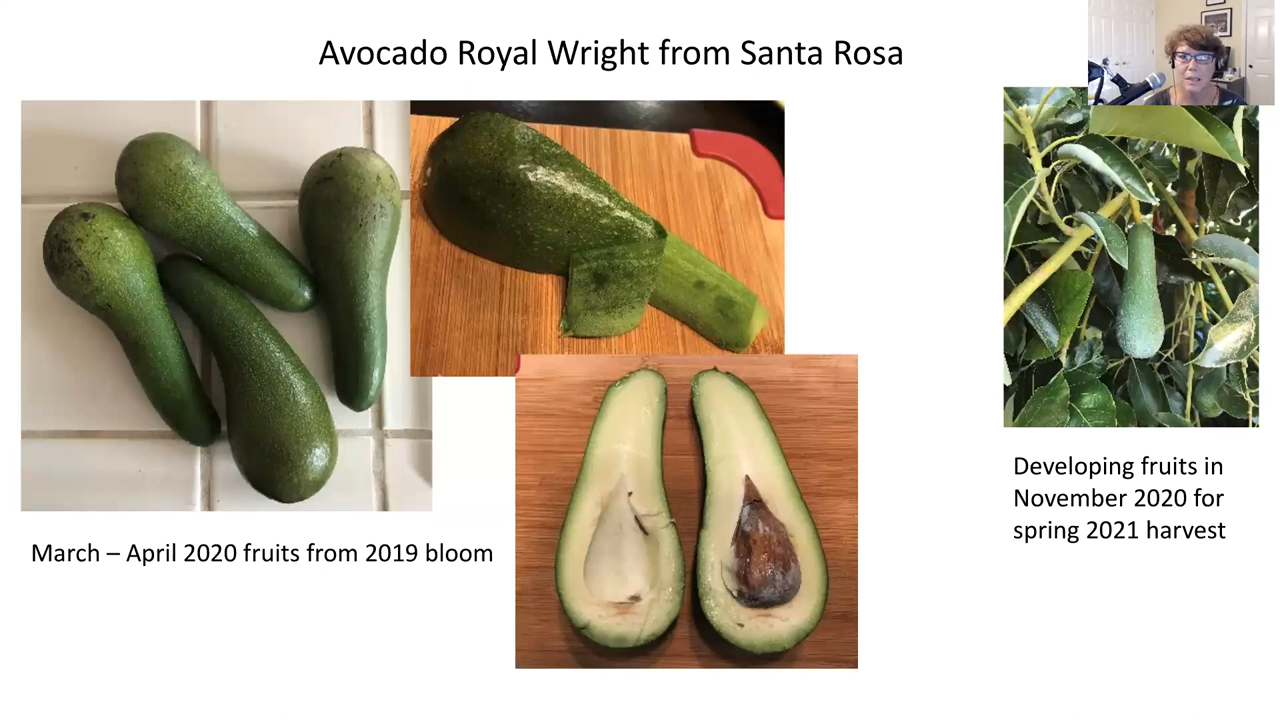 Avocado Royal Wright from Santa Rosa
March – April 2020 fruits from 2019 bloom
Developing fruits in
November 2020 for
spring 2021 harvest